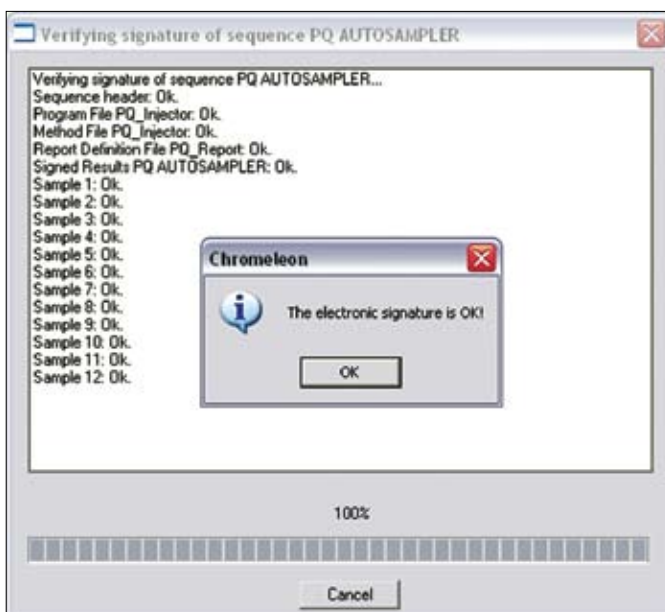 Verifying signature of sequence PQ AUTOSAMPLER
Verifying signature of sequence PQ AUTOSAMPLER...
Sequence header: Ok.
Program File PQ_Injector: Ok.
Method File PQ_Injector: Ok.
Report Definition File PQ_Report: Ok.
Signed Results PQ AUTOSAMPLER: Ok.
Sample 1: Ok.
Sample 2: Ok.
Sample 3: Ok.
Sample 4: Ok.
Sample 5: Ok.
Sample 6: Ok.
Sample 7: Ok.
Sample 8: Ok.
Sample 9: Ok.
Sample 10: Ok.
Sample 11: Ok.
Sample 12: Ok.
Chromeleon
The electronic signature is OK!
OK
100%
Cancel